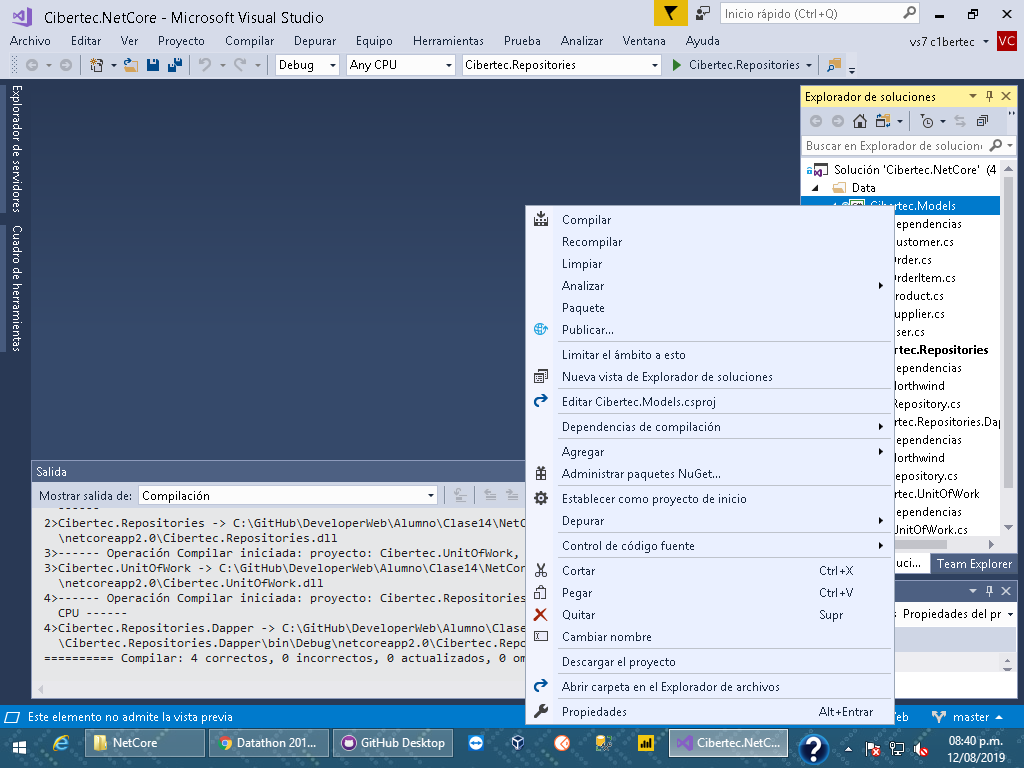 Cibertec.NetCore - Microsoft Visual Studio
Inicio rápido (Ctrl+Q)
Archivo Editar Ver Proyecto Compilar Depurar Equipo Herramientas Prueba Analizar Ventana Ayuda
vs7 c1bertec VC
Debug Any CPU Cibertec.Repositories Cibertec.Repositories
Explorador de servidores
Cuadro de herramientas
Explorador de soluciones
Buscar en Explorador de solucion
Solución 'Cibertec.NetCore' (4
Data
Cibertec.Models
ependencias
ustomer.cs
rder.cs
rderItem.cs
roduct.cs
upplier.cs
ser.cs
rtec.Repositories
ependencias
orthwind
Repository.cs
rtec.Repositories.Dap
ependencias
orthwind
epository.cs
rtec.UnitOfWork
ependencias
UnitOfWork.cs
uci... Team Explorer
Propiedades del pr
Compilar
Recompilar
Limpiar
Analizar
Paquete
Publicar...
Limitar el ámbito a esto
Nueva vista de Explorador de soluciones
Editar Cibertec.Models.csproj
Dependencias de compilación
Agregar
Administrar paquetes NuGet...
Establecer como proyecto de inicio
Depurar
Control de código fuente
Cortar Ctrl+X
Pegar Ctrl+V
Quitar Supr
Cambiar nombre
Descargar el proyecto
Abrir carpeta en el Explorador de archivos
Propiedades Alt+Entrar
Salida
Mostrar salida de: Compilación
------
2>Cibertec.Repositories -> C:\GitHub\DeveloperWeb\Alumno\Clase14\NetC
\netcoreapp2.0\Cibertec.Repositories.dll
3>------ Operación Compilar iniciada: proyecto: Cibertec.UnitOfWork,
3>Cibertec.UnitOfWork -> C:\GitHub\DeveloperWeb\Alumno\Clase14\NetCor
\netcoreapp2.0\Cibertec.UnitOfWork.dll
4>------ Operación Compilar iniciada: proyecto: Cibertec.Repositories
CPU ------
4>Cibertec.Repositories.Dapper -> C:\GitHub\DeveloperWeb\Alumno\Clase
\Cibertec.Repositories.Dapper\bin\Debug\netcoreapp2.0\Cibertec.Repo
========== Compilar: 4 correctos, 0 incorrectos, 0 actualizados, 0 om
Este elemento no admite la vista previa
eb master
NetCore Datathon 201... GitHub Desktop Cibertec.NetC...
08:40 p.m.
12/08/2019